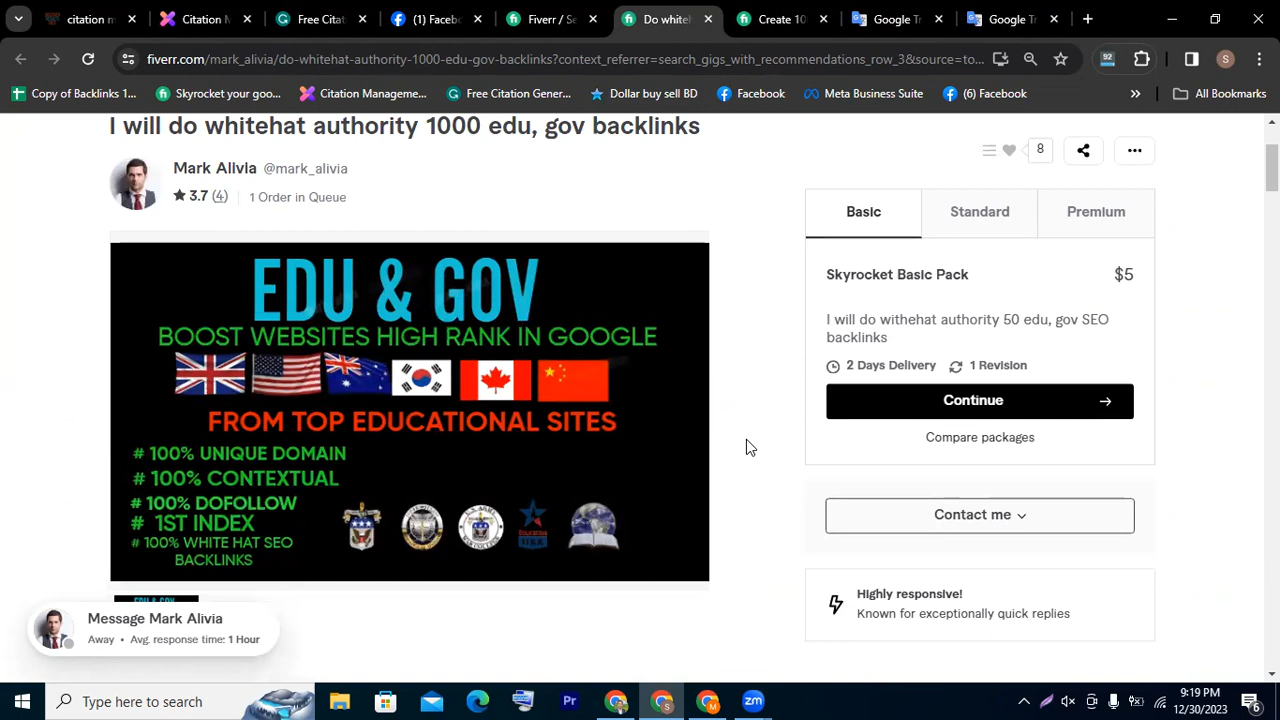 citation m
Citation M
Free Citat
(1) Faceb
Fiverr / Se
Do whiteh
Create 10
Google Tr
Google Tr
fiverr.com/mark_alivia/do-whitehat-authority-1000-edu-gov-backlinks?context_referrer=search_gigs_with_recommendations_row_3&source=to...
92
S
Copy of Backlinks 1...
Skyrocket your goo...
Citation Manageme...
Free Citation Gener...
Dollar buy sell BD
Facebook
Meta Business Suite
(6) Facebook
All Bookmarks
I will do whitehat authority 1000 edu, gov backlinks
Mark Alivia @mark_alivia
3.7 (4) 1 Order in Queue
8
EDU & GOV
BOOST WEBSITES HIGH RANK IN GOOGLE
FROM TOP EDUCATIONAL SITES
# 100% UNIQUE DOMAIN
# 100% CONTEXTUAL
# 100% DOFOLLOW
# 1ST INDEX
# 100% WHITE HAT SEO
BACKLINKS
Basic
Standard
Premium
Skyrocket Basic Pack $5
I will do withehat authority 50 edu, gov SEO
backlinks
2 Days Delivery 1 Revision
Continue
Compare packages
Contact me
Highly responsive!
Known for exceptionally quick replies
EDU & GOV
Message Mark Alivia
Away • Avg. response time: 1 Hour
Type here to search
Pr
S
M
zm
9:19 PM
12/30/2023
6